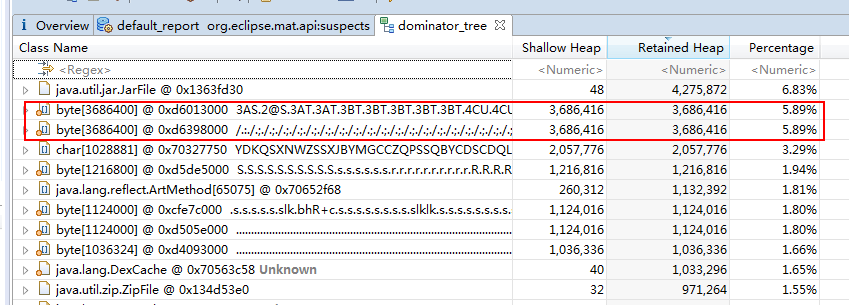 Overview default_report org.eclipse.mat.api:suspects dominator_tree
Class Name Shallow Heap Retained Heap Percentage
<Regex> <Numeric> <Numeric> <Numeric>
java.util.jar.JarFile @ 0x1363fd30 48 4,275,872 6.83%
byte[3686400] @ 0xd6013000 3AS.2@S.3AT.3AT.3BT.3BT.3BT.3BT.3BT.4CU.4CU 3,686,416 3,686,416 5.89%
byte[3686400] @ 0xd6398000 /.:/.:/.:/.:/.:/.:/.:/.:/.:/.:/.:/.:/.:/.:/.:/.:/.: 3,686,416 3,686,416 5.89%
char[1028881] @ 0x70327750 YDKQSXNWZSSXJBYMGCCZQPSSQBYCDSCDQL 2,057,776 2,057,776 3.29%
byte[1216800] @ 0xd5de5000 S.S.S.S.S.S.S.S.S.s.s.s.s.s.r.r.r.r.r.r.r.r.r.r.R.R.R.R 1,216,816 1,216,816 1.94%
java.lang.reflect.ArtMethod[65075] @ 0x70652f68 260,312 1,132,392 1.81%
byte[1124000] @ 0xcfe7c000 .s.s.s.s.s.slk.bhR+c.s.s.s.s.s.s.slklk.s.s.s.s.s.s.s.s 1,124,016 1,124,016 1.80%
byte[1124000] @ 0xd505e000 ................................................ 1,124,016 1,124,016 1.80%
byte[1036324] @ 0xd4093000 ................................................ 1,036,336 1,036,336 1.66%
java.lang.DexCache @ 0x70563c58 Unknown 40 1,033,296 1.65%
java.util.zip.ZipFile @ 0x134d53e0 32 971,264 1.55%